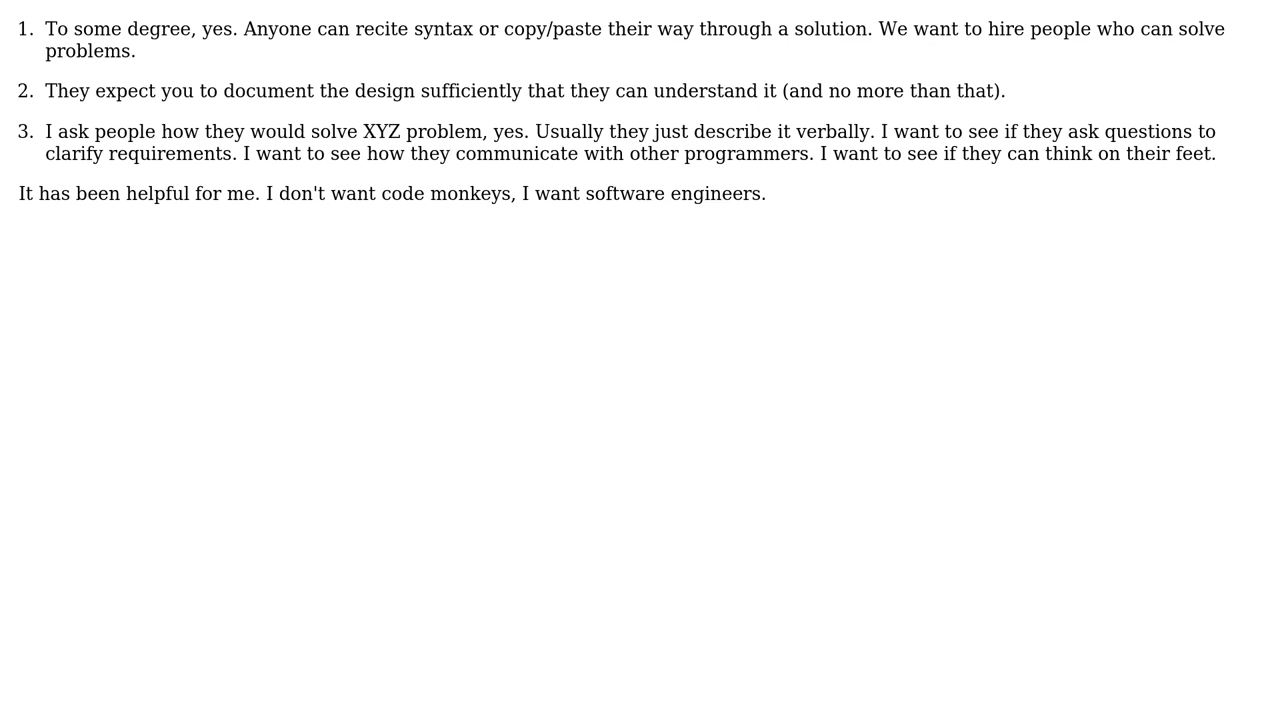 1. To some degree, yes. Anyone can recite syntax or copy/paste their way through a solution. We want to hire people who can solve
problems.
2. They expect you to document the design sufficiently that they can understand it (and no more than that).
3. I ask people how they would solve XYZ problem, yes. Usually they just describe it verbally. I want to see if they ask questions to
clarify requirements. I want to see how they communicate with other programmers. I want to see if they can think on their feet.
It has been helpful for me. I don't want code monkeys, I want software engineers.